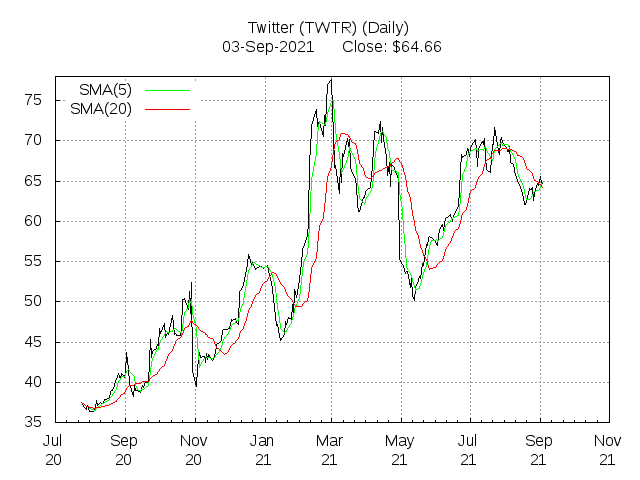 Twitter (TWTR) (Daily)
03-Sep-2021 Close: $64.66
SMA(5)
SMA(20)
75
70
65
60
55
50
45
40
35
Jul Sep Nov Jan Mar May Jul Sep Nov
20 20 20 21 21 21 21 21 21